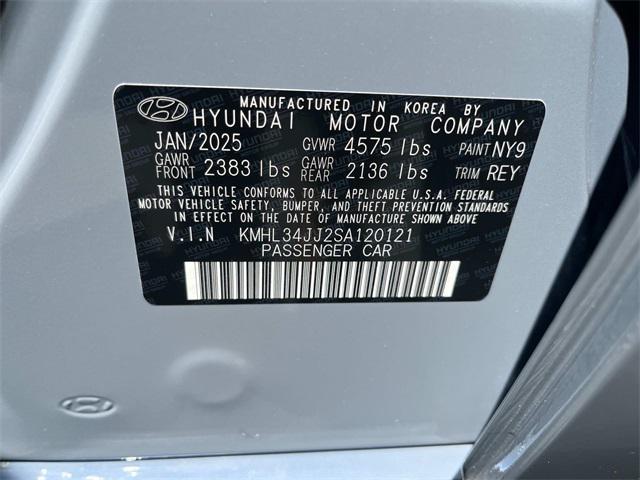 MANUFACTURED IN KOREA BY
HYUNDAI MOTOR COMPANY
JAN/2025 GVWR 4575 lbs PAINT NY9
GAWR FRONT 2383 lbs GAWR REAR 2136 lbs TRIM REY
THIS VEHICLE CONFORMS TO ALL APPLICABLE U.S.A. FEDERAL
MOTOR VEHICLE SAFETY, BUMPER, AND THEFT PREVENTION STANDARDS
IN EFFECT ON THE DATE OF MANUFACTURE SHOWN ABOVE
V.I.N KMHL34JJ2SA120121
PASSENGER CAR